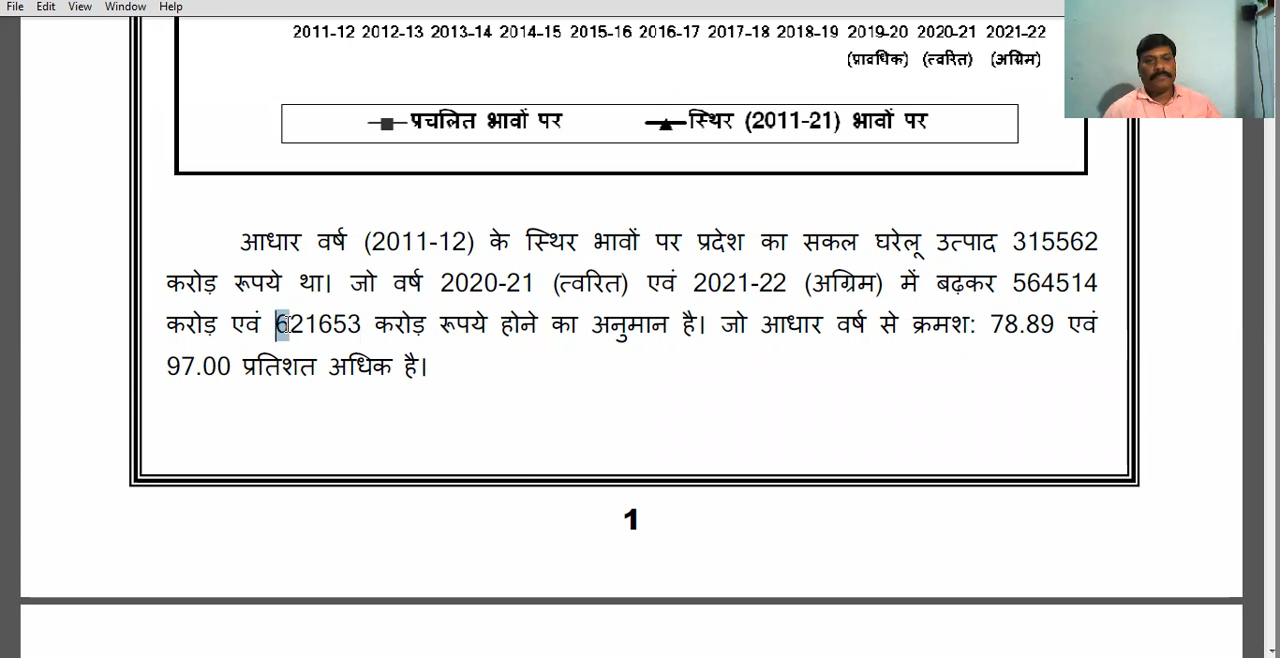 File Edit View Window Help
2011-12 2012-13 2013-14 2014-15 2015-16 2016-17 2017-18 2018-19 2019-20 2020-21 2021-22
(प्रावधिक) (त्वरित) (अग्रिम)
प्रचलित भावों पर स्थिर (2011-21) भावों पर
आधार वर्ष (2011-12) के स्थिर भावों पर प्रदेश का सकल घरेलू उत्पाद 315562
करोड़ रूपये था। जो वर्ष 2020-21 (त्वरित) एवं 2021-22 (अग्रिम) में बढ़कर 564514
करोड़ एवं 621653 करोड़ रूपये होने का अनुमान है। जो आधार वर्ष से क्रमश: 78.89 एवं
97.00 प्रतिशत अधिक है।
1